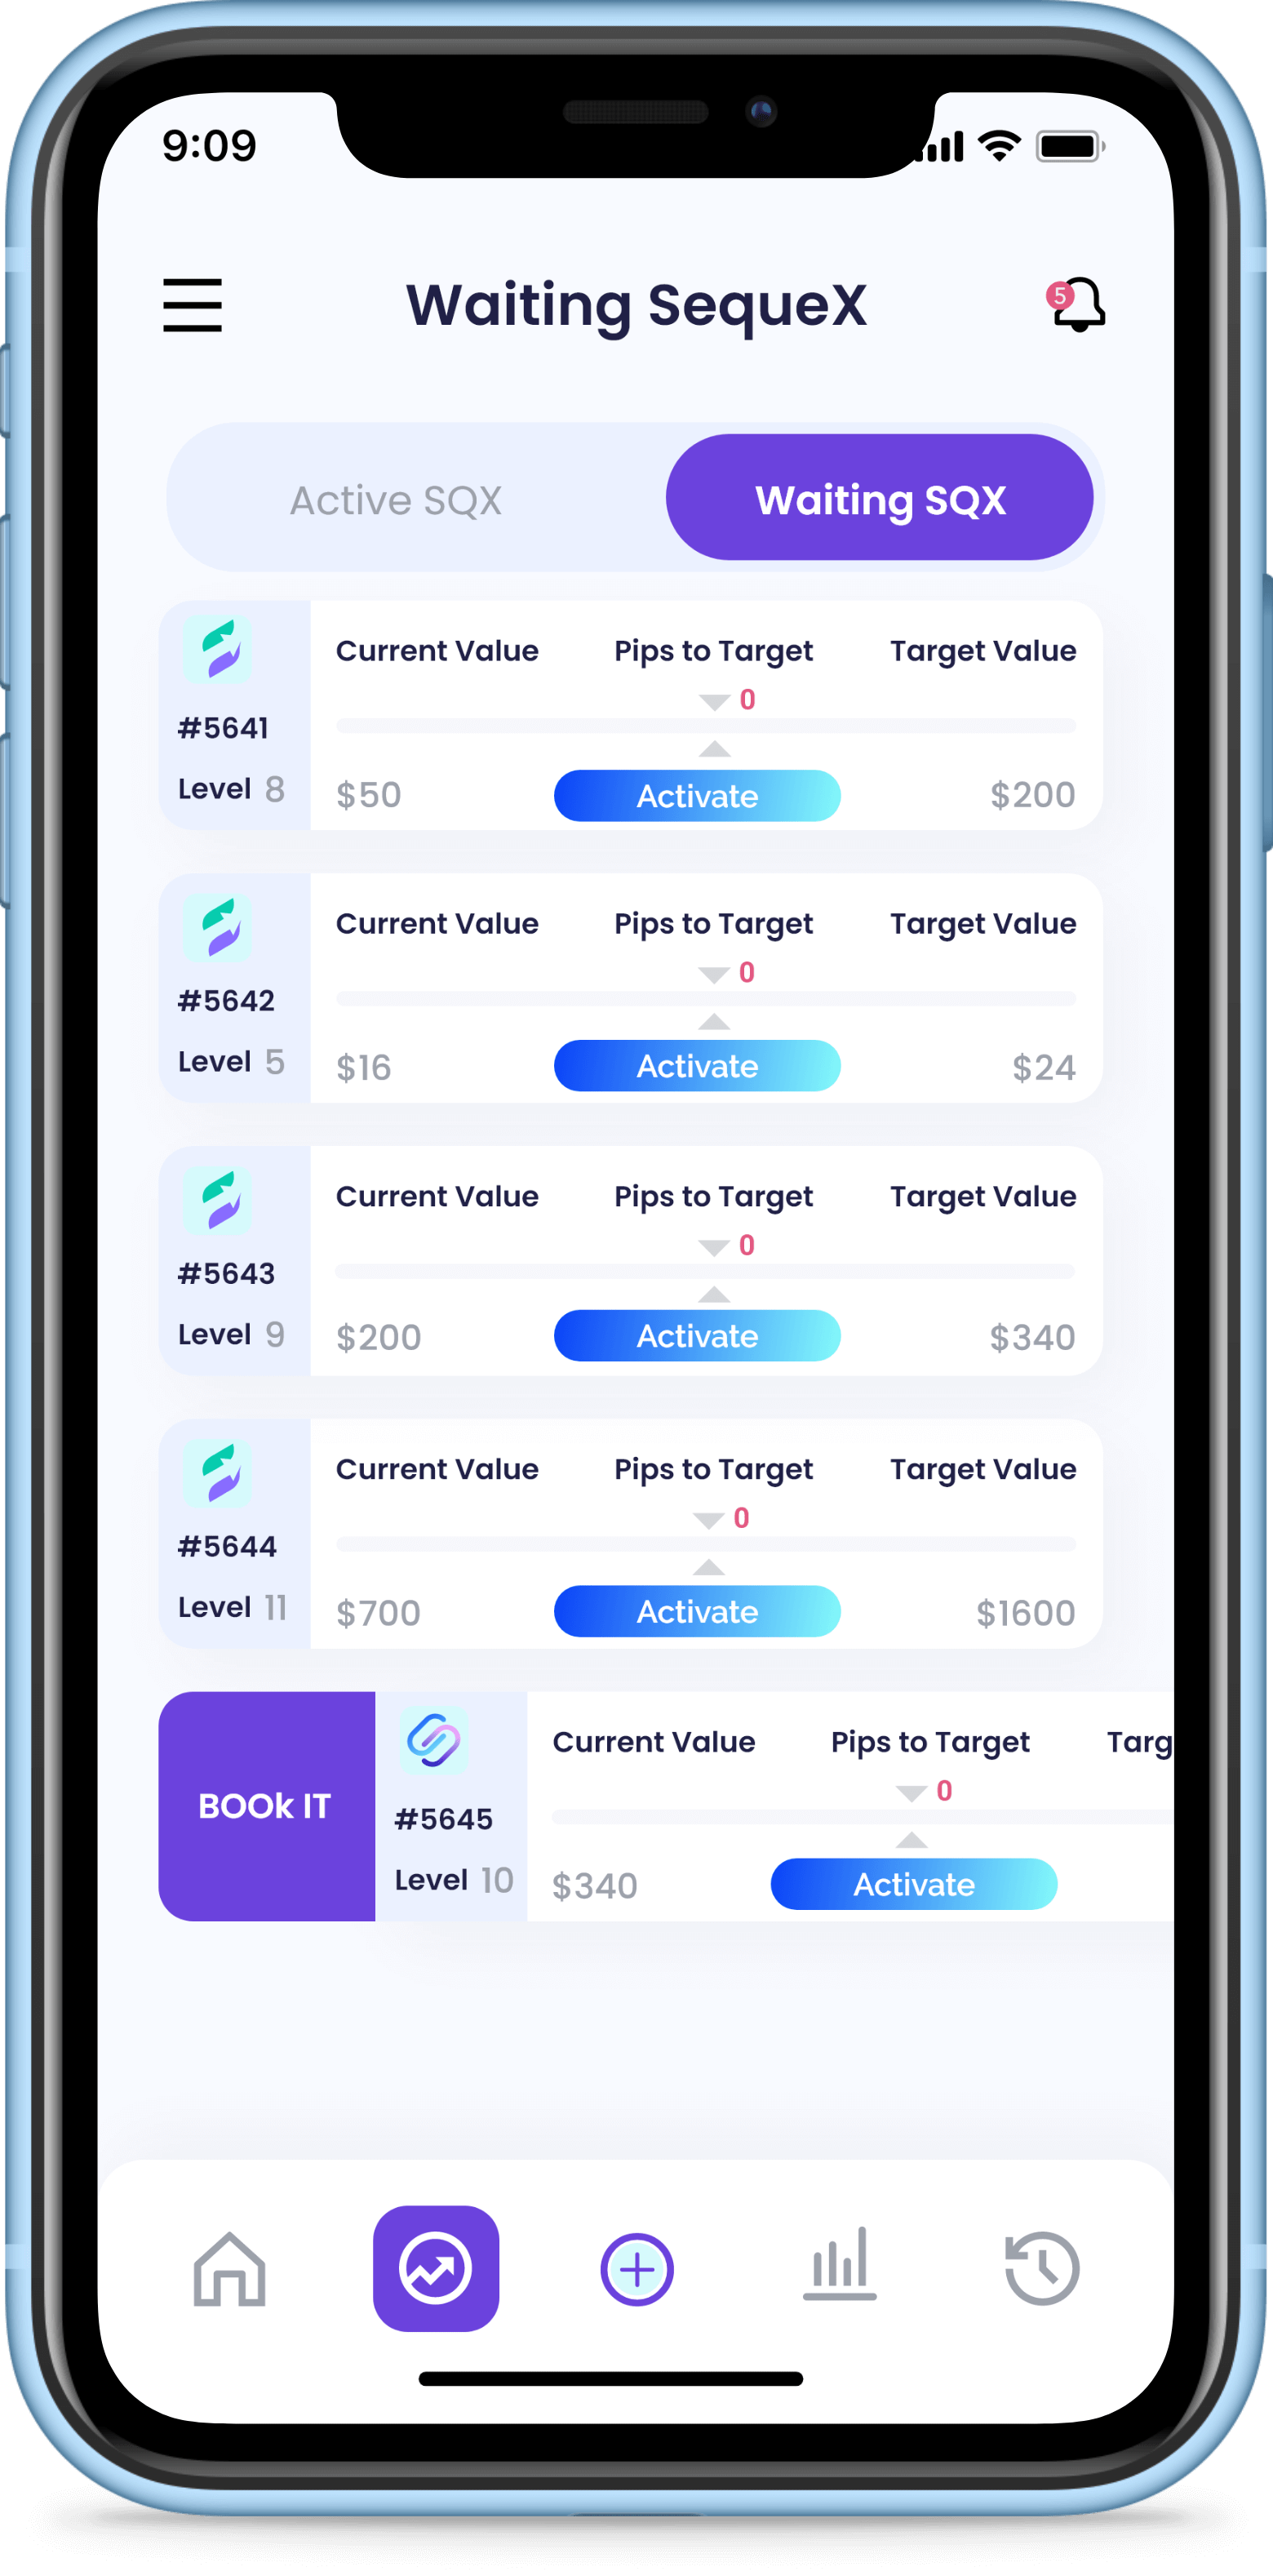 9:09
Waiting SequeX
5
Active SQX
Waiting SQX
Current Value Pips to Target Target Value
0
#5641
Level 8
$50 Activate $200
Current Value Pips to Target Target Value
0
#5642
Level 5
$16 Activate $24
Current Value Pips to Target Target Value
0
#5643
Level 9
$200 Activate $340
Current Value Pips to Target Target Value
0
#5644
Level 11
$700 Activate $1600
BOOk IT
Current Value Pips to Target Targ
0
#5645
Level 10
$340 Activate